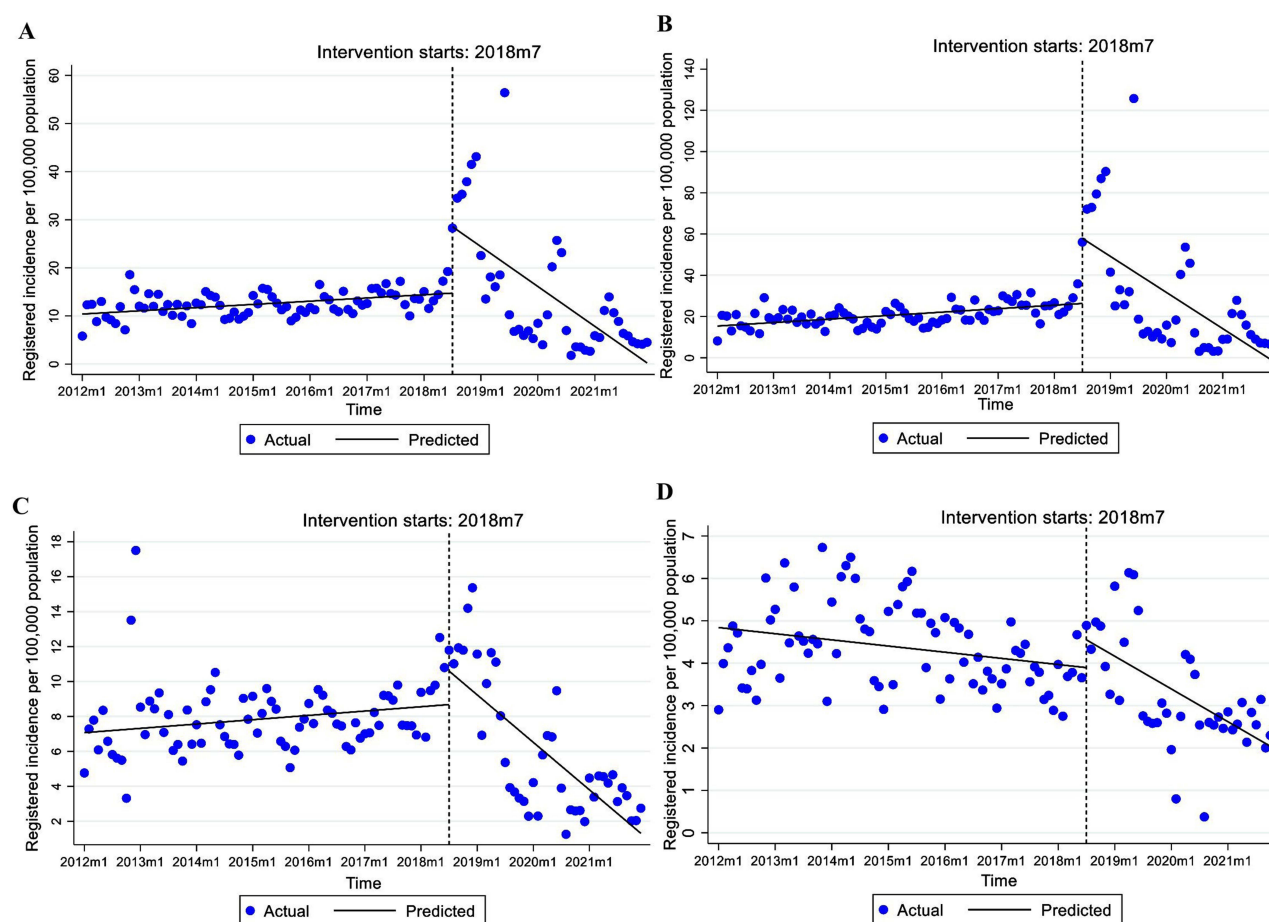 A
Intervention starts: 2018m7
Registered incidence per 100,000 population
60
50
40
30
20
10
0
2012m1 2013m1 2014m1 2015m1 2016m1 2017m1 2018m1 2019m1 2020m1 2021m1
Time
Actual Predicted
B
Intervention starts: 2018m7
Registered incidence per 100,000 population
140
120
100
80
60
40
20
0
2012m1 2013m1 2014m1 2015m1 2016m1 2017m1 2018m1 2019m1 2020m1 2021m1
Time
Actual Predicted
C
Intervention starts: 2018m7
Registered incidence per 100,000 population
18
16
14
12
10
8
6
4
2
2012m1 2013m1 2014m1 2015m1 2016m1 2017m1 2018m1 2019m1 2020m1 2021m1
Time
Actual Predicted
D
Intervention starts: 2018m7
Registered incidence per 100,000 population
7
6
5
4
3
2
1
0
2012m1 2013m1 2014m1 2015m1 2016m1 2017m1 2018m1 2019m1 2020m1 2021m1
Time
Actual Predicted